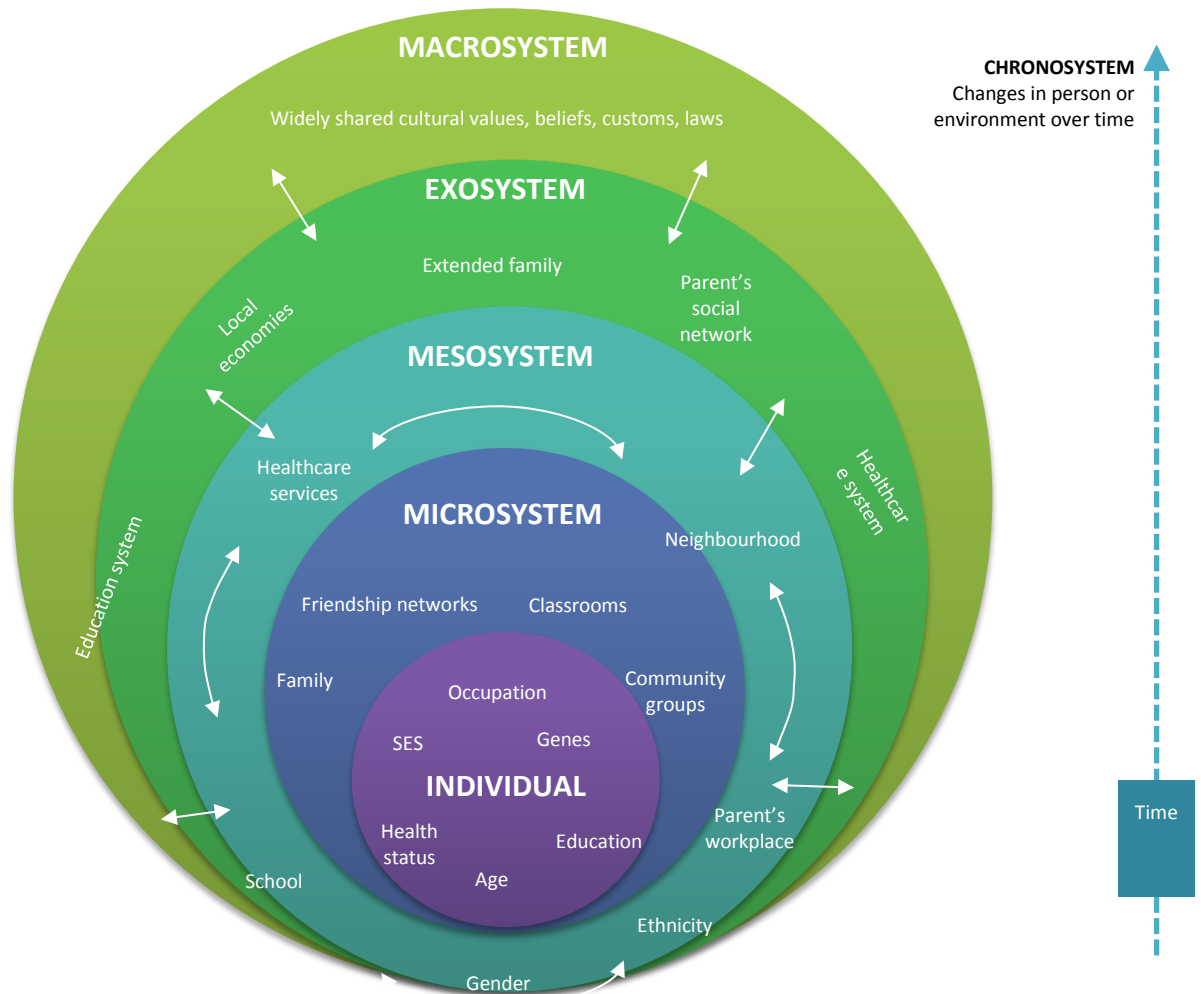 MACROSYSTEM
Widely shared cultural values, beliefs, customs, laws
EXOSYSTEM
Extended family
Local
economies
Parent's
social
network
Education system
Healthcar
e system
MESOSYSTEM
Healthcare
services
Neighbourhood
School
Parent's
workplace
Ethnicity
Gender
MICROSYSTEM
Friendship networks
Classrooms
Family
Community
groups
Occupation
SES
Genes
INDIVIDUAL
Health
status
Education
Age
CHRONOSYSTEM
Changes in person or
environment over time
Time